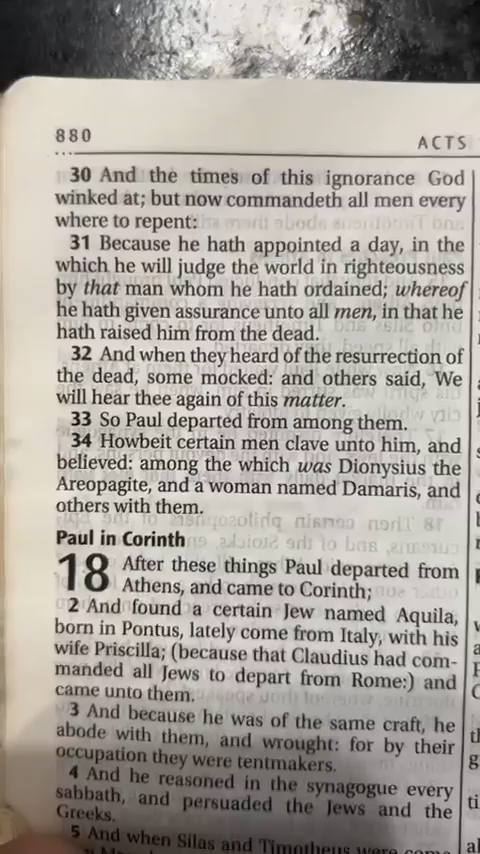 880
ACTS
30 And the times of this ignorance God
winked at; but now commandeth all men every
where to repent:
31 Because he hath appointed a day, in the
which he will judge the world in righteousness
by that man whom he hath ordained; whereof
he hath given assurance unto all men, in that he
hath raised him from the dead.
32 And when they heard of the resurrection of
the dead, some mocked: and others said, We
will hear thee again of this matter.
33 So Paul departed from among them.
34 Howbeit certain men clave unto him, and
believed: among the which was Dionysius the
Areopagite, and a woman named Damaris, and
others with them.
Paul in Corinth
18 After these things Paul departed from
Athens, and came to Corinth;
2 And found a certain Jew named Aquila,
born in Pontus, lately come from Italy, with his
wife Priscilla; (because that Claudius had com-
manded all Jews to depart from Rome:) and
came unto them.
3 And because he was of the same craft, he
abode with them, and wrought: for by their
occupation they were tentmakers.
4 And he reasoned in the synagogue every
sabbath, and persuaded the Jews and the
Greeks.
5 And when Silas and Timotheus were come